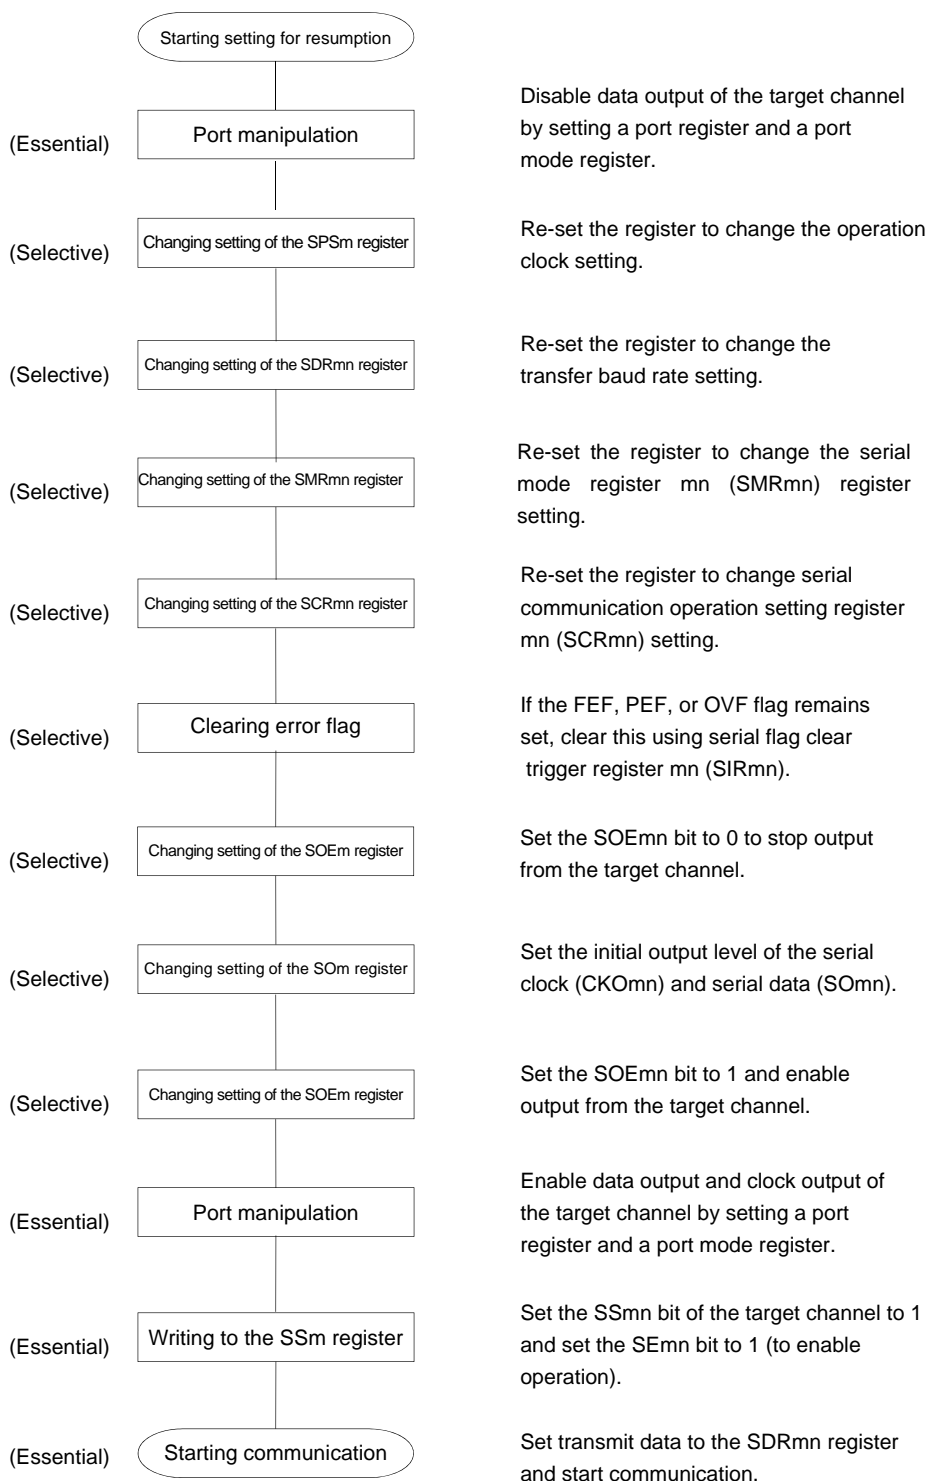 Starting setting for resumption
(Essential)
Port manipulation
Disable data output of the target channel
by setting a port register and a port
mode register.
(Selective)
Changing setting of the SPSm register
Re-set the register to change the operation
clock setting.
(Selective)
Changing setting of the SDRmn register
Re-set the register to change the
transfer baud rate setting.
(Selective)
Changing setting of the SMRmn register
Re-set the register to change the serial
mode register mn (SMRmn) register
setting.
(Selective)
Changing setting of the SCRmn register
Re-set the register to change serial
communication operation setting register
mn (SCRmn) setting.
(Selective)
Clearing error flag
If the FEF, PEF, or OVF flag remains
set, clear this using serial flag clear
trigger register mn (SIRmn).
(Selective)
Changing setting of the SOEm register
Set the SOEmn bit to 0 to stop output
from the target channel.
(Selective)
Changing setting of the SOm register
Set the initial output level of the serial
clock (CKOmn) and serial data (SOmn).
(Selective)
Changing setting of the SOEm register
Set the SOEmn bit to 1 and enable
output from the target channel.
(Essential)
Port manipulation
Enable data output and clock output of
the target channel by setting a port
register and a port mode register.
(Essential)
Writing to the SSm register
Set the SSmn bit of the target channel to 1
and set the SEmn bit to 1 (to enable
operation).
(Essential)
Starting communication
Set transmit data to the SDRmn register
and start communication.